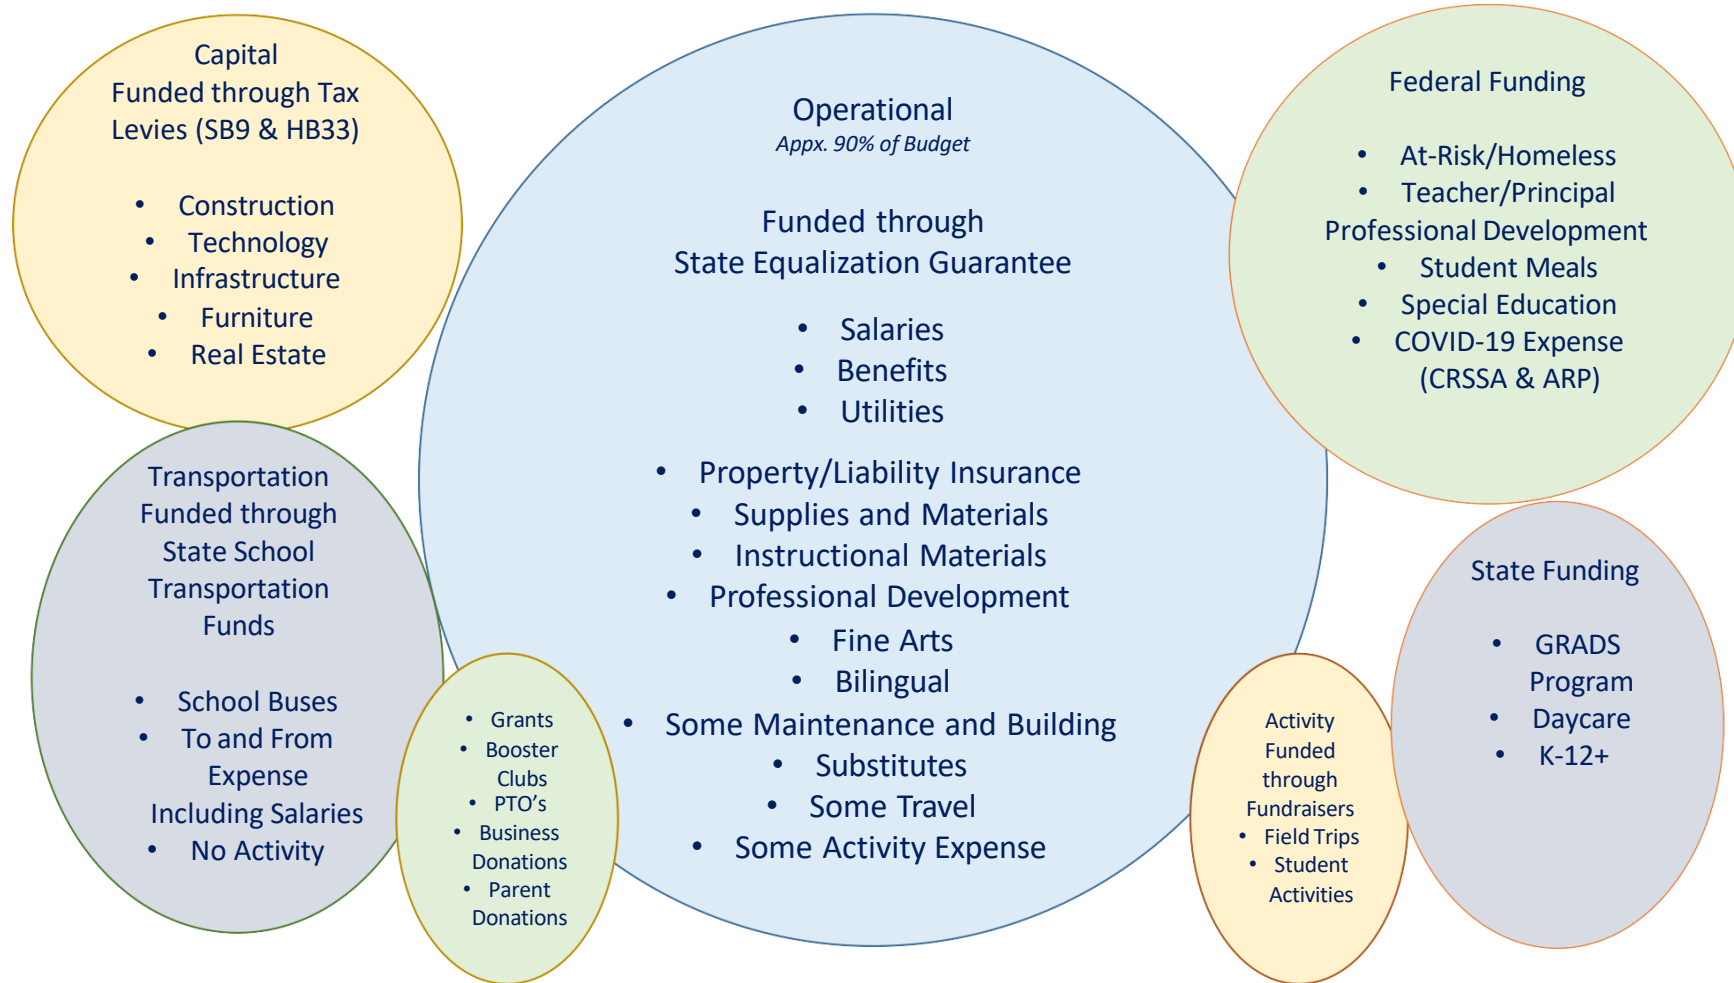 Capital
Funded through Tax
Levies (SB9 & HB33)
• Construction
• Technology
• Infrastructure
• Furniture
• Real Estate
Transportation
Funded through
State School
Transportation
Funds
• School Buses
• To and From
Expense
Including Salaries
• No Activity
• Grants
• Booster
Clubs
• PTO’s
• Business
Donations
• Parent
Donations
Operational
Appx. 90% of Budget
Funded through
State Equalization Guarantee
• Salaries
• Benefits
• Utilities
• Property/Liability Insurance
• Supplies and Materials
• Instructional Materials
• Professional Development
• Fine Arts
• Bilingual
• Some Maintenance and Building
• Substitutes
• Some Travel
• Some Activity Expense
Activity
Funded
through
Fundraisers
• Field Trips
• Student
Activities
Federal Funding
• At-Risk/Homeless
• Teacher/Principal
Professional Development
• Student Meals
• Special Education
• COVID-19 Expense
(CRSSA & ARP)
State Funding
• GRADS
Program
• Daycare
• K-12+